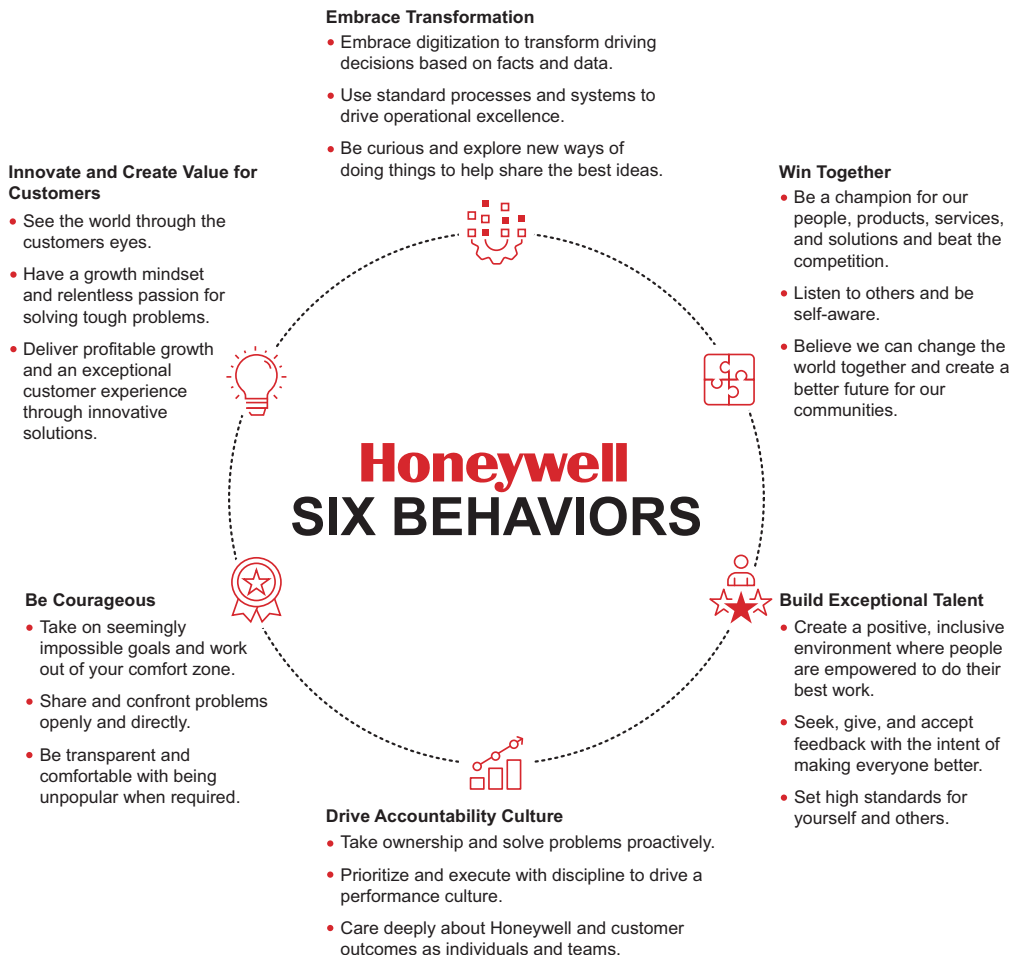 Embrace Transformation
• Embrace digitization to transform driving
decisions based on facts and data.
• Use standard processes and systems to
drive operational excellence.
• Be curious and explore new ways of
doing things to help share the best ideas.
Innovate and Create Value for
Customers
• See the world through the
customers eyes.
• Have a growth mindset
and relentless passion for
solving tough problems.
• Deliver profitable growth
and an exceptional
customer experience
through innovative
solutions.
Win Together
• Be a champion for our
people, products, services,
and solutions and beat the
competition.
• Listen to others and be
self-aware.
• Believe we can change the
world together and create a
better future for our
communities.
Honeywell
SIX BEHAVIORS
Be Courageous
• Take on seemingly
impossible goals and work
out of your comfort zone.
• Share and confront problems
openly and directly.
• Be transparent and
comfortable with being
unpopular when required.
Build Exceptional Talent
• Create a positive, inclusive
environment where people
are empowered to do their
best work.
• Seek, give, and accept
feedback with the intent of
making everyone better.
• Set high standards for
yourself and others.
Drive Accountability Culture
• Take ownership and solve problems proactively.
• Prioritize and execute with discipline to drive a
performance culture.
• Care deeply about Honeywell and customer
outcomes as individuals and teams.